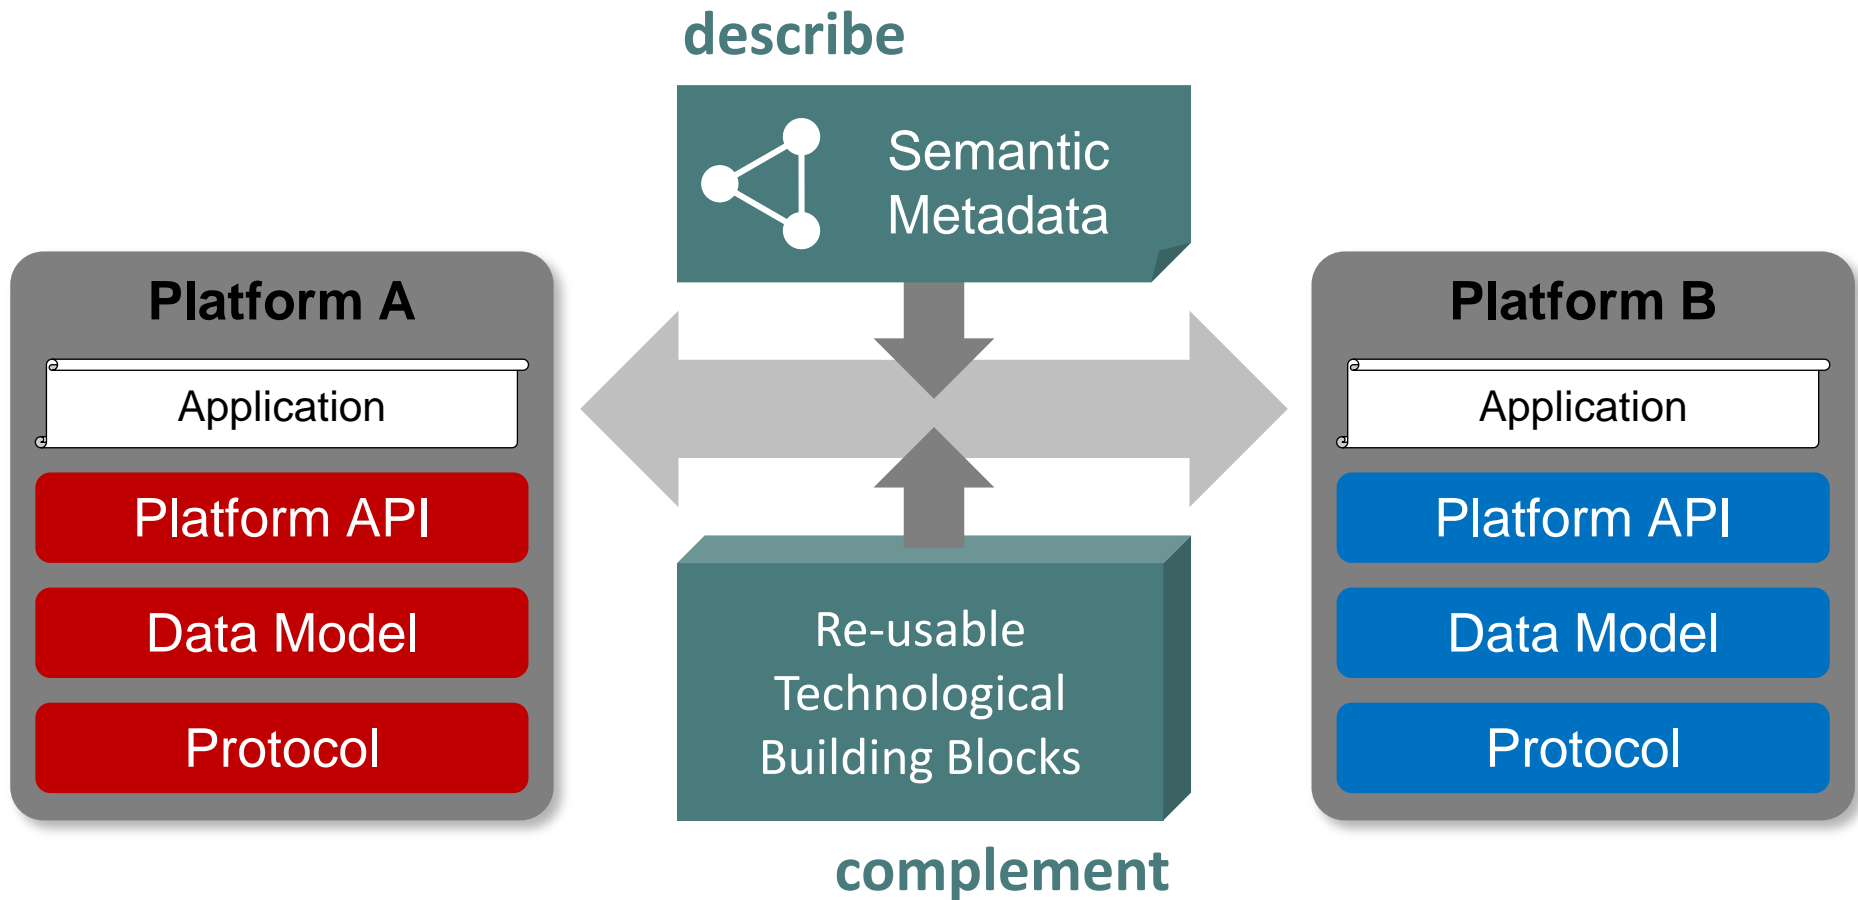 describe
Semantic
Metadata
Platform A
Application
Platform API
Data Model
Protocol
Re-usable
Technological
Building Blocks
complement
Platform B
Application
Platform API
Data Model
Protocol